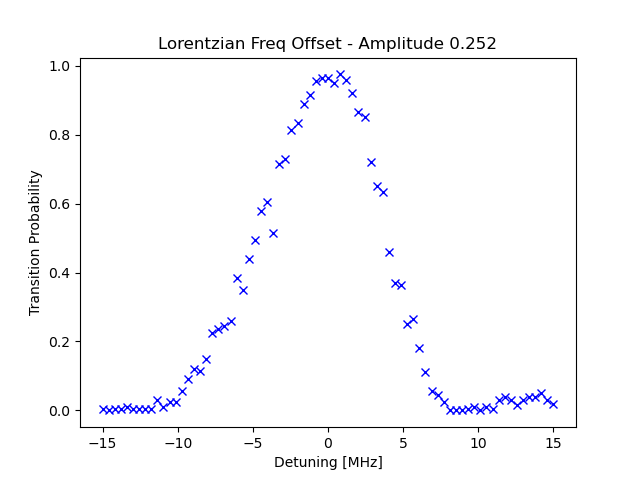 Lorentzian Freq Offset - Amplitude 0.252
Transition Probability
1.0
0.8
0.6
0.4
0.2
0.0
−15 −10 −5 0 5 10 15
Detuning [MHz]